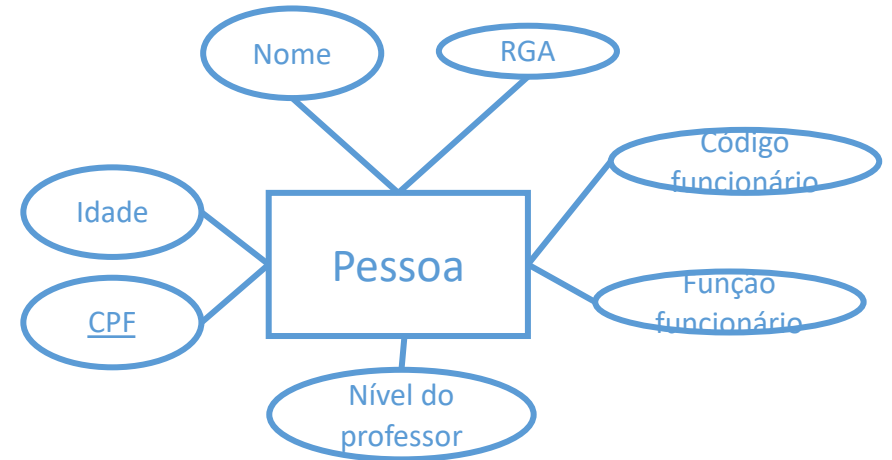 Nome
RGA
Código
funcionário
Idade
Pessoa
CPF
Função
funcionário
Nível do
professor